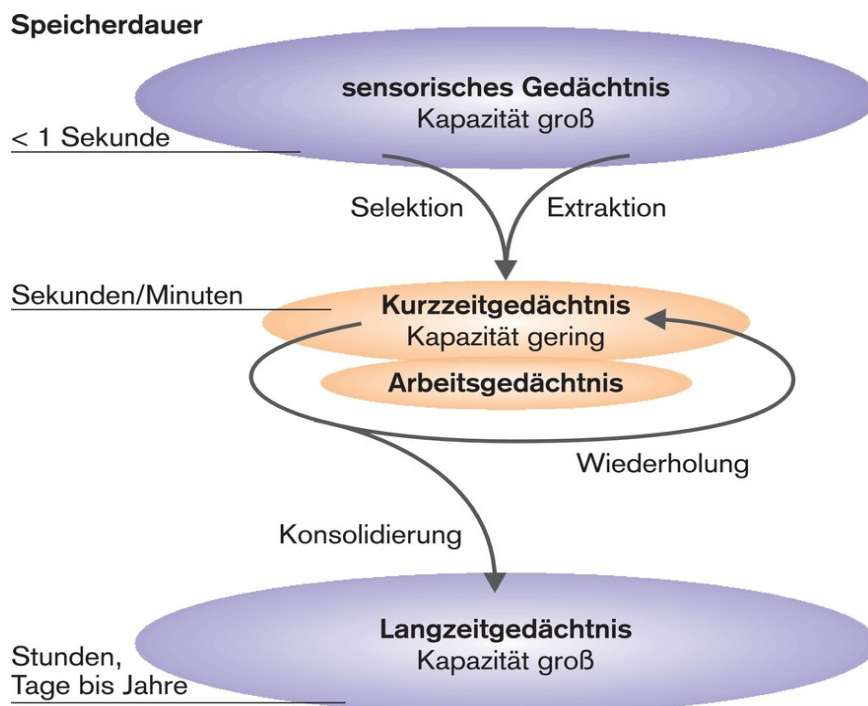 Speicherdauer
sensorisches Gedächtnis
Kapazität groß
< 1 Sekunde
Selektion
Extraktion
Sekunden/Minuten
Kurzzeitgedächtnis
Kapazität gering
Arbeitsgedächtnis
Wiederholung
Konsolidierung
Langzeitgedächtnis
Kapazität groß
Stunden,
Tage bis Jahre